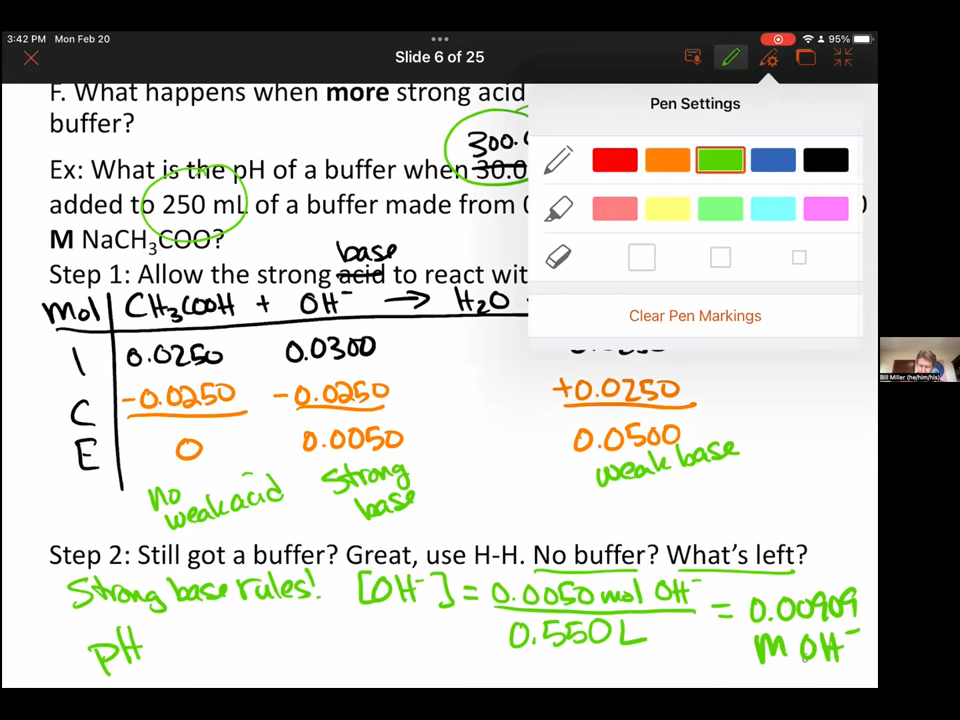 3:42 PM Mon Feb 20
95%
Slide 6 of 25
F. What happens when more strong acid
buffer?
Pen Settings
300.0
Ex: What is the pH of a buffer when 30.0
added to 250 mL of a buffer made from 0
M NaCH₃COO?
base
Step 1: Allow the strong acid to react wit
Clear Pen Markings
mol CH₃COOH + OH⁻ → H₂O
I 0.0250 0.0300
C -0.0250 -0.0250 +0.0250
E 0 0.0050 0.0500
no weak acid
strong base
weak base
Bill Miller (he/him/his)
Step 2: Still got a buffer? Great, use H-H. No buffer? What's left?
Strong base rules! [OH⁻] = 0.0050 mol OH⁻ / 0.550 L = 0.00909 M OH⁻
pH